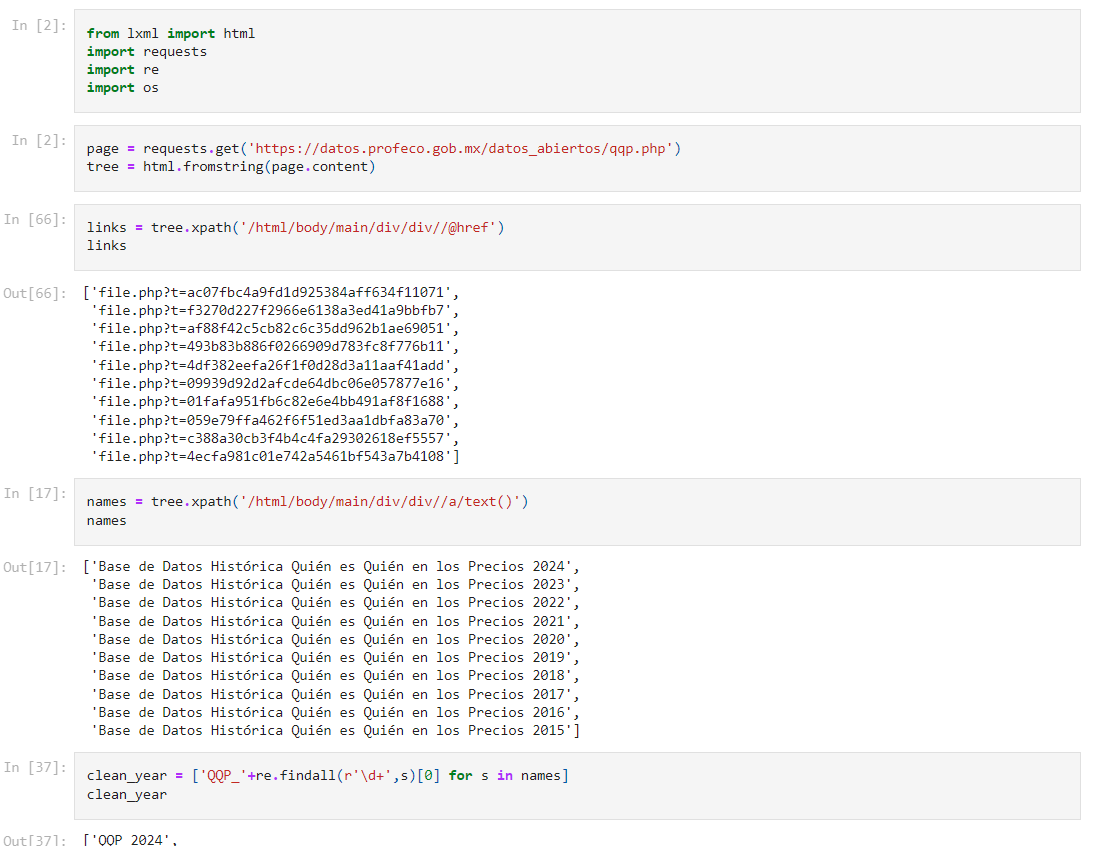 In [2]:
from lxml import html
import requests
import re
import os
In [2]:
page = requests.get('https://datos.profeco.gob.mx/datos_abiertos/qqp.php')
tree = html.fromstring(page.content)
In [66]:
links = tree.xpath('/html/body/main/div/div//@href')
links
Out[66]:
['file.php?t=ac07fbc4a9fd1d925384aff634f11071',
'file.php?t=f3270d227f2966e6138a3ed41a9bbfb7',
'file.php?t=af88f42c5cb82c6c35dd962b1ae69051',
'file.php?t=493b83b886f0266909d783fc8f776b11',
'file.php?t=4df382eefa26f1f0d28d3a11aaf41add',
'file.php?t=09939d92d2afcde64dbc06e057877e16',
'file.php?t=01fafa951fb6c82e6e4bb491af8f1688',
'file.php?t=059e79ffa462f6f51ed3aa1dbfa83a70',
'file.php?t=c388a30cb3f4b4c4fa29302618ef5557',
'file.php?t=4ecfa981c01e742a5461bf543a7b4108']
In [17]:
names = tree.xpath('/html/body/main/div/div//a/text()')
names
Out[17]:
['Base de Datos Histórica Quién es Quién en los Precios 2024',
'Base de Datos Histórica Quién es Quién en los Precios 2023',
'Base de Datos Histórica Quién es Quién en los Precios 2022',
'Base de Datos Histórica Quién es Quién en los Precios 2021',
'Base de Datos Histórica Quién es Quién en los Precios 2020',
'Base de Datos Histórica Quién es Quién en los Precios 2019',
'Base de Datos Histórica Quién es Quién en los Precios 2018',
'Base de Datos Histórica Quién es Quién en los Precios 2017',
'Base de Datos Histórica Quién es Quién en los Precios 2016',
'Base de Datos Histórica Quién es Quién en los Precios 2015']
In [37]:
clean_year = ['QQP_'+re.findall(r'\d+',s)[0] for s in names]
clean_year
Out[37]:
['QQP_2024',